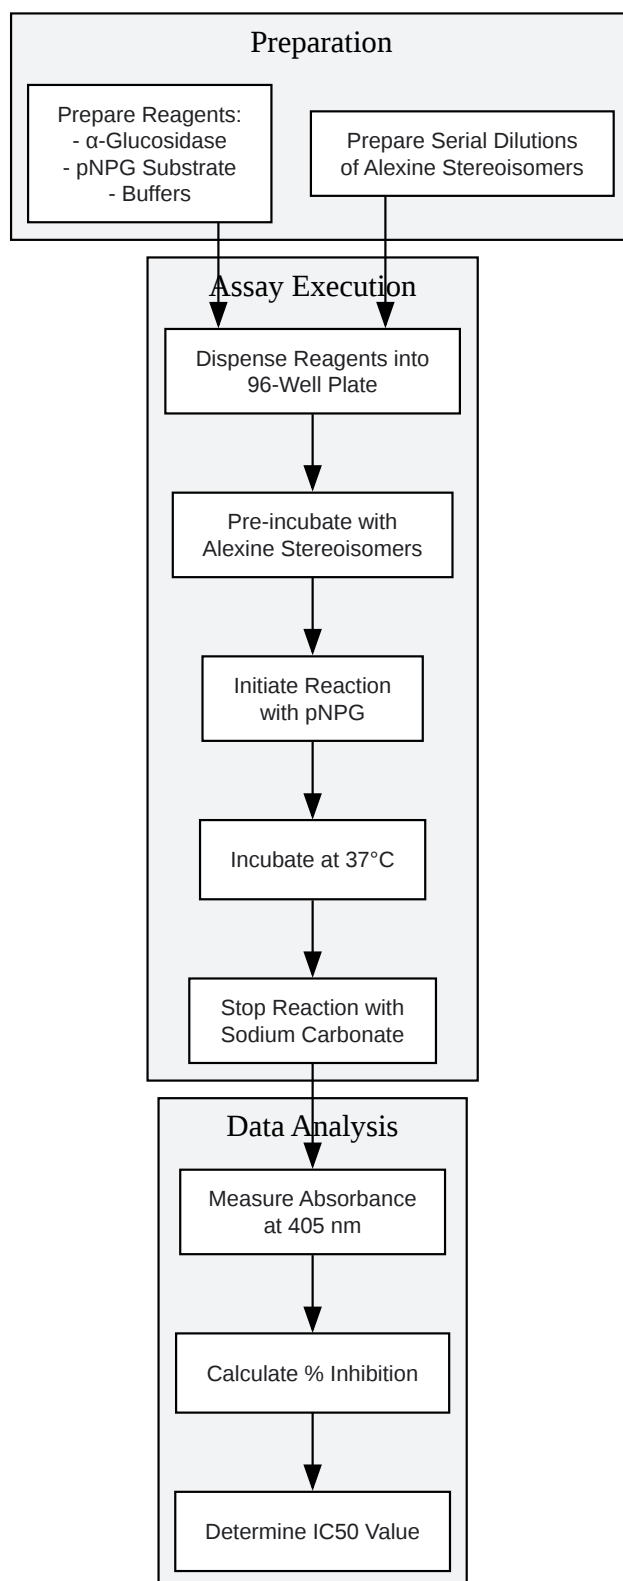 Preparation
Prepare Reagents:
- α-Glucosidase
- pNPG Substrate
- Buffers
Prepare Serial Dilutions
of Alexine Stereoisomers
Assay Execution
Dispense Reagents into
96-Well Plate
Pre-incubate with
Alexine Stereoisomers
Initiate Reaction
with pNPG
Incubate at 37°C
Stop Reaction with
Sodium Carbonate
Data Analysis
Measure Absorbance
at 405 nm
Calculate % Inhibition
Determine IC50 Value